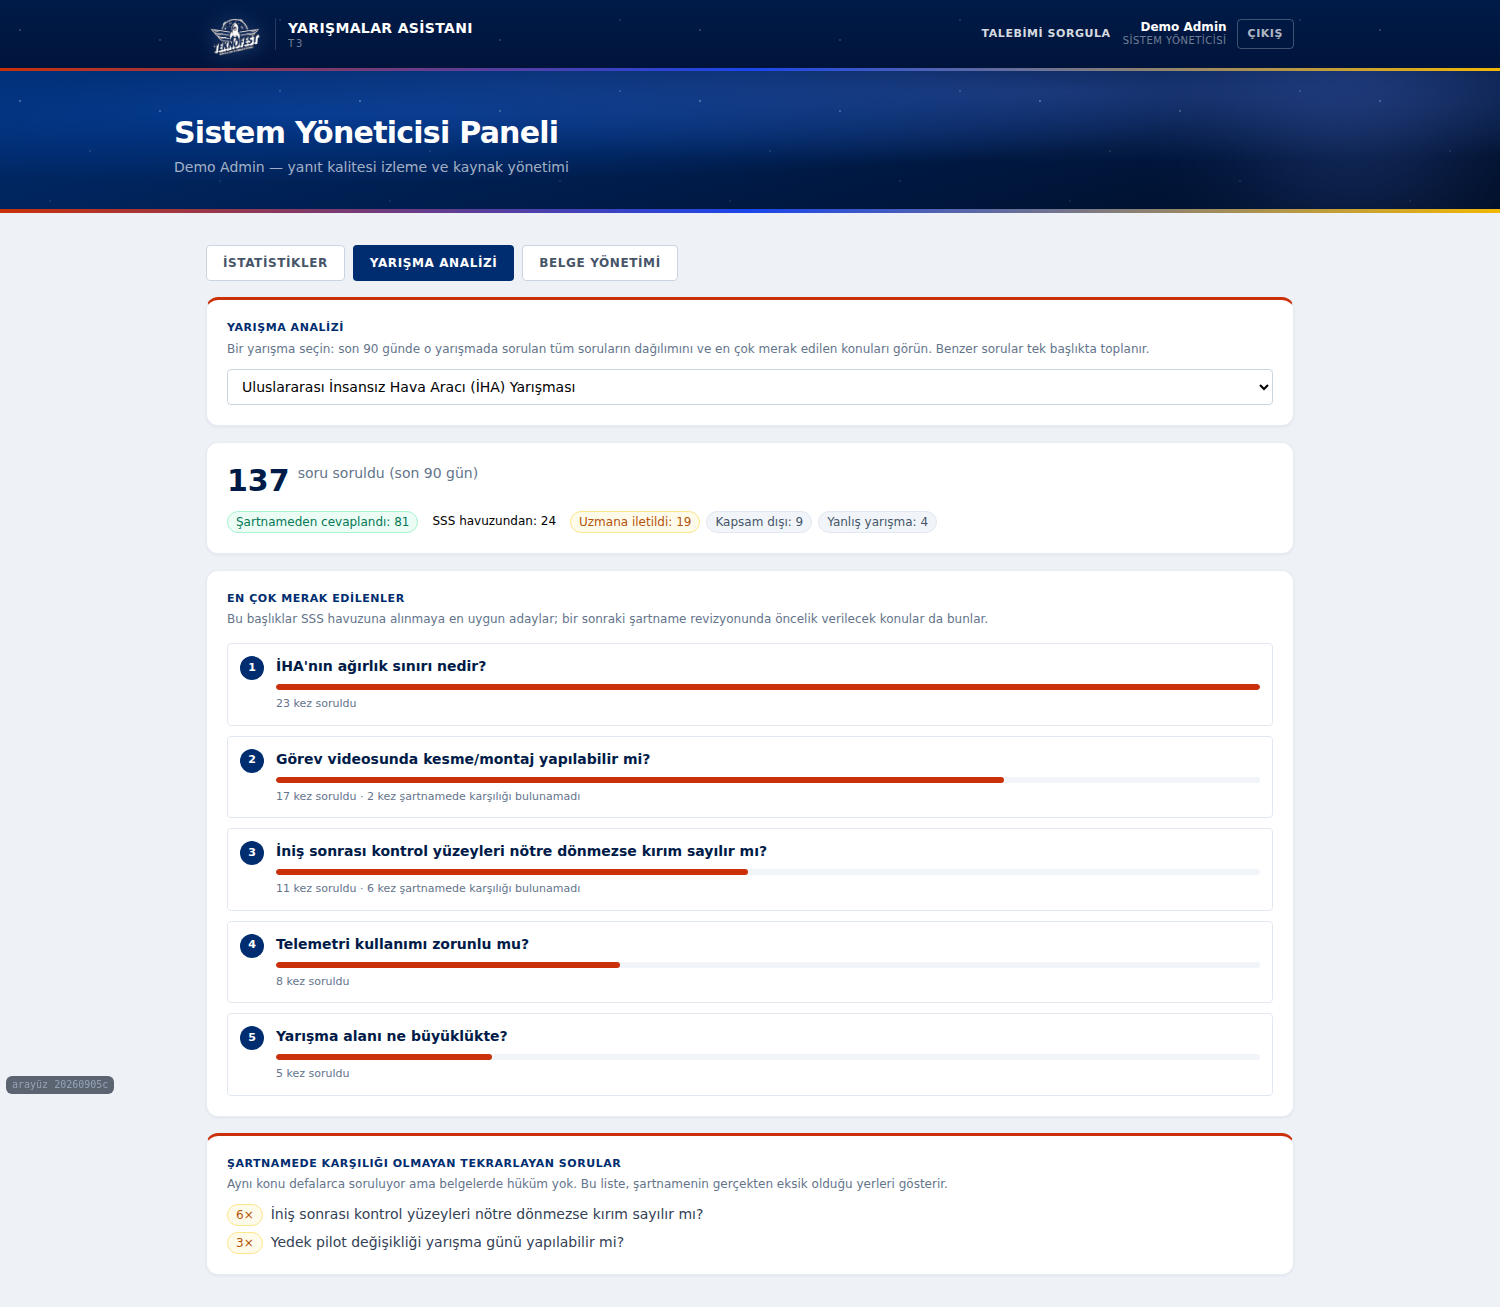 TEKNOFEST
YARIŞMALAR ASİSTANI
T3
TALEBİMİ SORGULA
Demo Admin
SİSTEM YÖNETİCİSİ
ÇIKIŞ
Sistem Yöneticisi Paneli
Demo Admin — yanıt kalitesi izleme ve kaynak yönetimi
İSTATİSTİKLER
YARIŞMA ANALİZİ
BELGE YÖNETİMİ
YARIŞMA ANALİZİ
Bir yarışma seçin: son 90 günde o yarışmada sorulan tüm soruların dağılımını ve en çok merak edilen konuları görün. Benzer sorular tek başlıkta toplanır.
Uluslararası İnsansız Hava Aracı (İHA) Yarışması
137 soru soruldu (son 90 gün)
Şartnameden cevaplandı: 81
SSS havuzundan: 24
Uzmana iletildi: 19
Kapsam dışı: 9
Yanlış yarışma: 4
EN ÇOK MERAK EDİLENLER
Bu başlıklar SSS havuzuna alınmaya en uygun adaylar; bir sonraki şartname revizyonunda öncelik verilecek konular da bunlar.
1 İHA'nın ağırlık sınırı nedir?
23 kez soruldu
2 Görev videosunda kesme/montaj yapılabilir mi?
17 kez soruldu · 2 kez şartnamede karşılığı bulunamadı
3 İniş sonrası kontrol yüzeyleri nötre dönmezse kırım sayılır mı?
11 kez soruldu · 6 kez şartnamede karşılığı bulunamadı
4 Telemetri kullanımı zorunlu mu?
8 kez soruldu
5 Yarışma alanı ne büyüklükte?
5 kez soruldu
arayüz 20260905c
ŞARTNAMEDE KARŞILIĞI OLMAYAN TEKRARLAYAN SORULAR
Aynı konu defalarca soruluyor ama belgelerde hüküm yok. Bu liste, şartnamenin gerçekten eksik olduğu yerleri gösterir.
6× İniş sonrası kontrol yüzeyleri nötre dönmezse kırım sayılır mı?
3× Yedek pilot değişikliği yarışma günü yapılabilir mi?